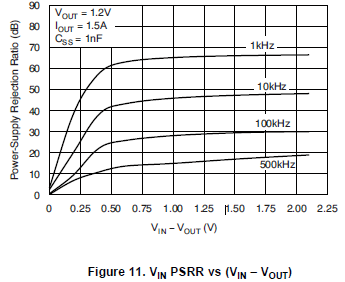 Power-Supply Rejection Ratio (dB)
90
80
70
60
50
40
30
20
10
0
VOUT = 1.2V
IOUT = 1.5A
CSS = 1nF
1kHz
10kHz
100kHz
500kHz
0 0.25 0.50 0.75 1.00 1.25 1.50 1.75 2.00 2.25
VIN – VOUT (V)
Figure 11. VIN PSRR vs (VIN – VOUT)